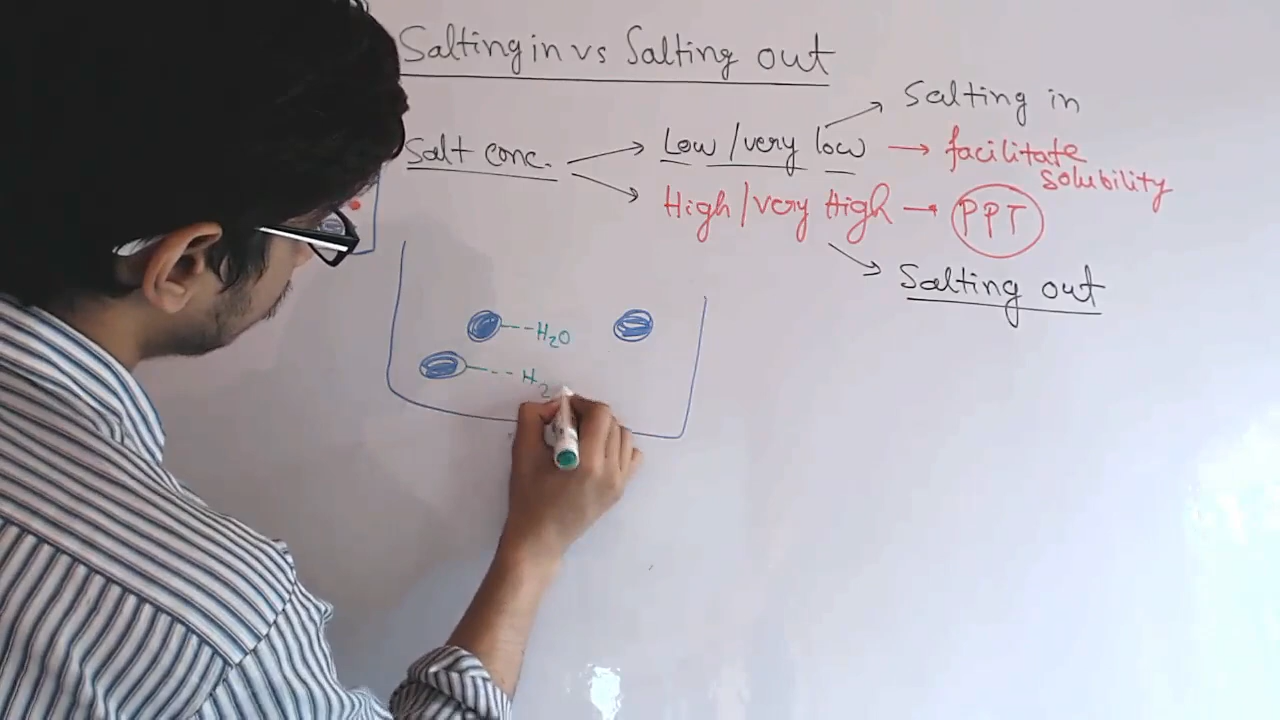 Salting in vs Salting out
Salting in
Salt conc. → Low / very low → facilitate
solubility
→ High / very High → PPT
Salting out
---H2O
---H2